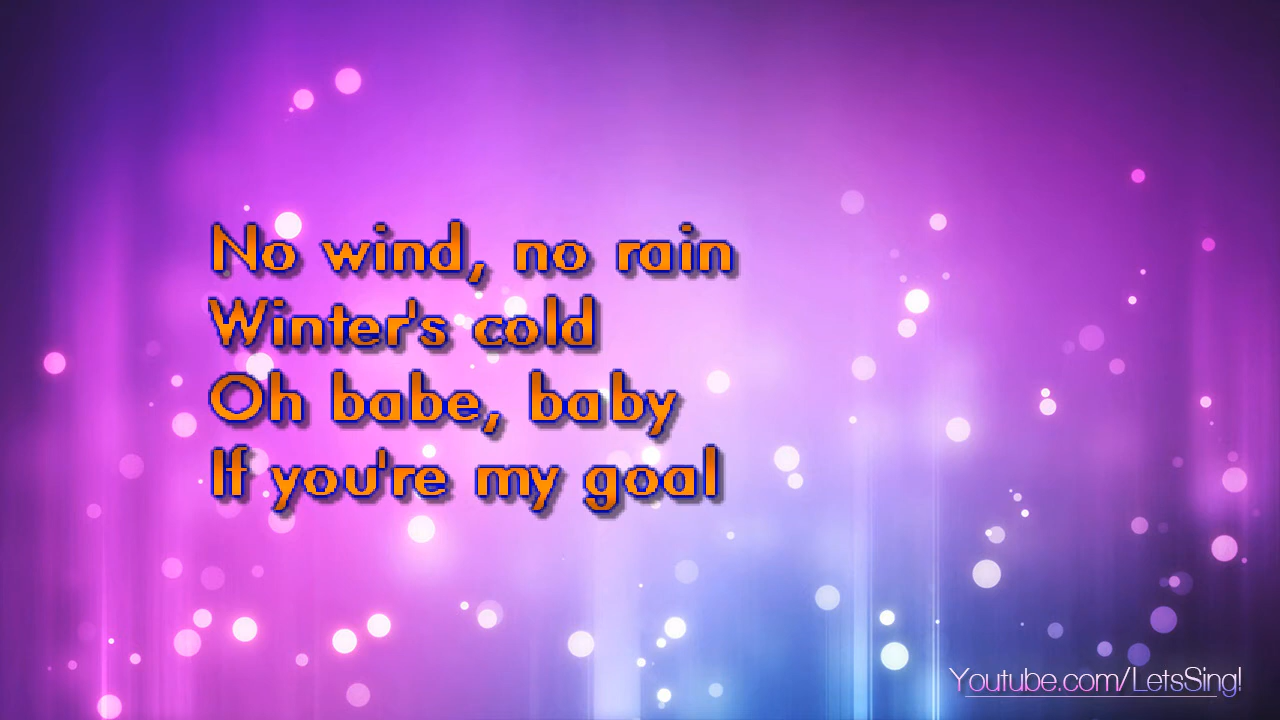 No wind, no rain
Winter's cold
Oh babe, baby
If you're my goal
Youtube.com/LetsSing!